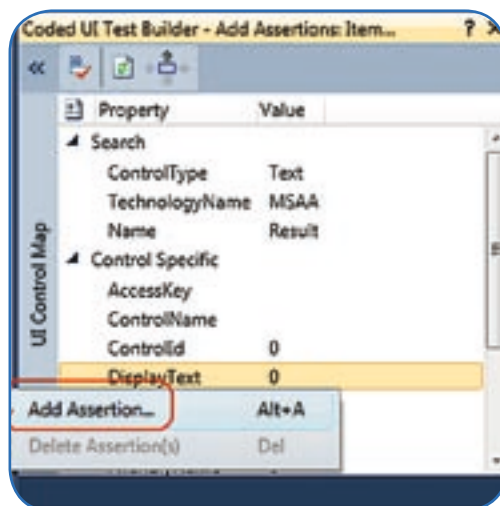 Coded UI Test Builder - Add Assertions: Item... ?
«
Property Value
Search
ControlType Text
TechnologyName MSAA
Name Result
Control Specific
AccessKey
ControlName
ControlId 0
DisplayText 0
Add Assertion... Alt+A
Delete Assertion(s) Del
UI Control Map